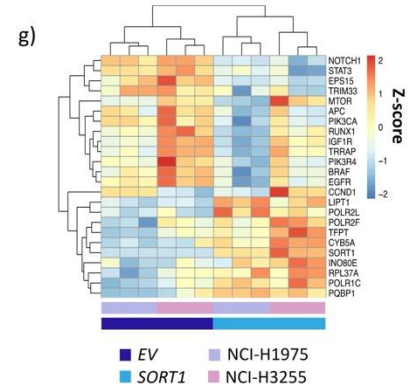 g)
NOTCH1
STAT3
EPS15
TRIM33
MTOR
APC
PIK3CA
RUNX1
IGF1R
TRRAP
PIK3R4
BRAF
EGFR
CCND1
LIPT1
POLR2L
POLR2F
TFPT
CYB5A
SORT1
INO80E
RPL37A
POLR1C
PQBP1
2
1
0
−1
−2
Z-score
EV NCI-H1975
SORT1 NCI-H3255